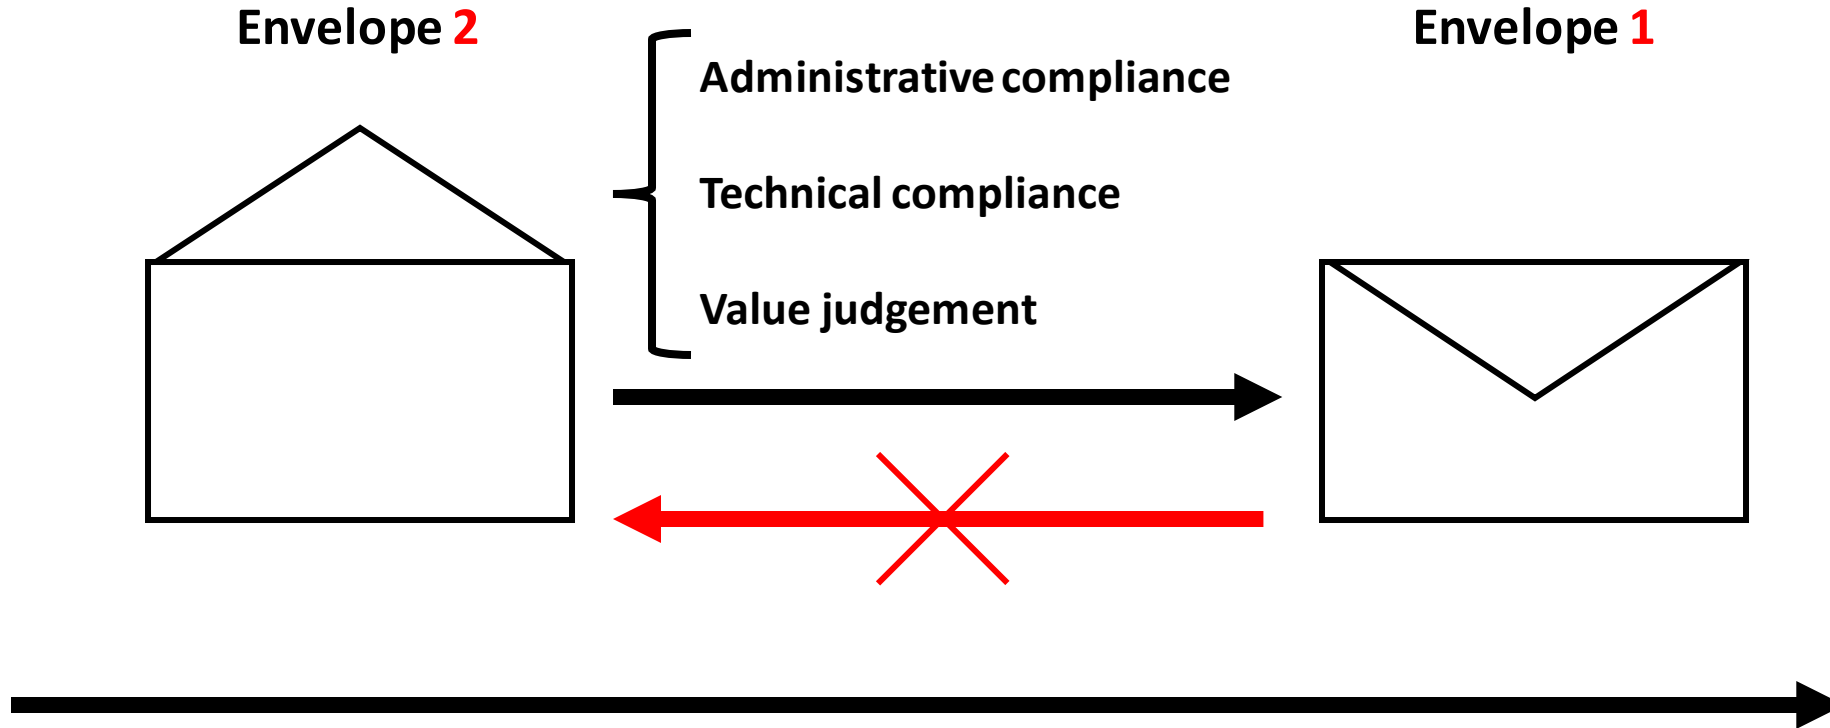 Envelope 2
Envelope 1
Administrative compliance
Technical compliance
Value judgement